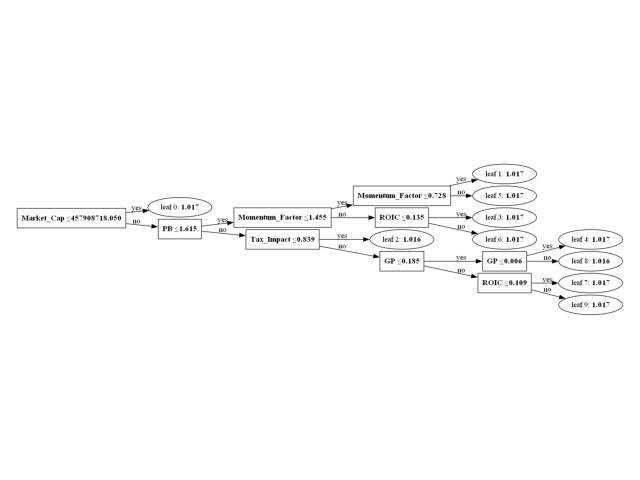 yes
leaf 1: 1.017
Momentum_Factor ≤0.728
no
leaf 5: 1.017
yes
leaf 0: 1.017
yes
Market_Cap ≤457908718.050
no
PB ≤1.615
yes
Momentum_Factor ≤1.455
no
ROIC ≤0.135
yes
leaf 3: 1.017
no
leaf 6: 1.017
no
Tax_Impact ≤0.839
yes
leaf 2: 1.016
no
GP ≤0.185
yes
GP ≤0.006
yes
leaf 4: 1.017
no
leaf 8: 1.016
no
ROIC ≤0.109
yes
leaf 7: 1.017
no
leaf 9: 1.017